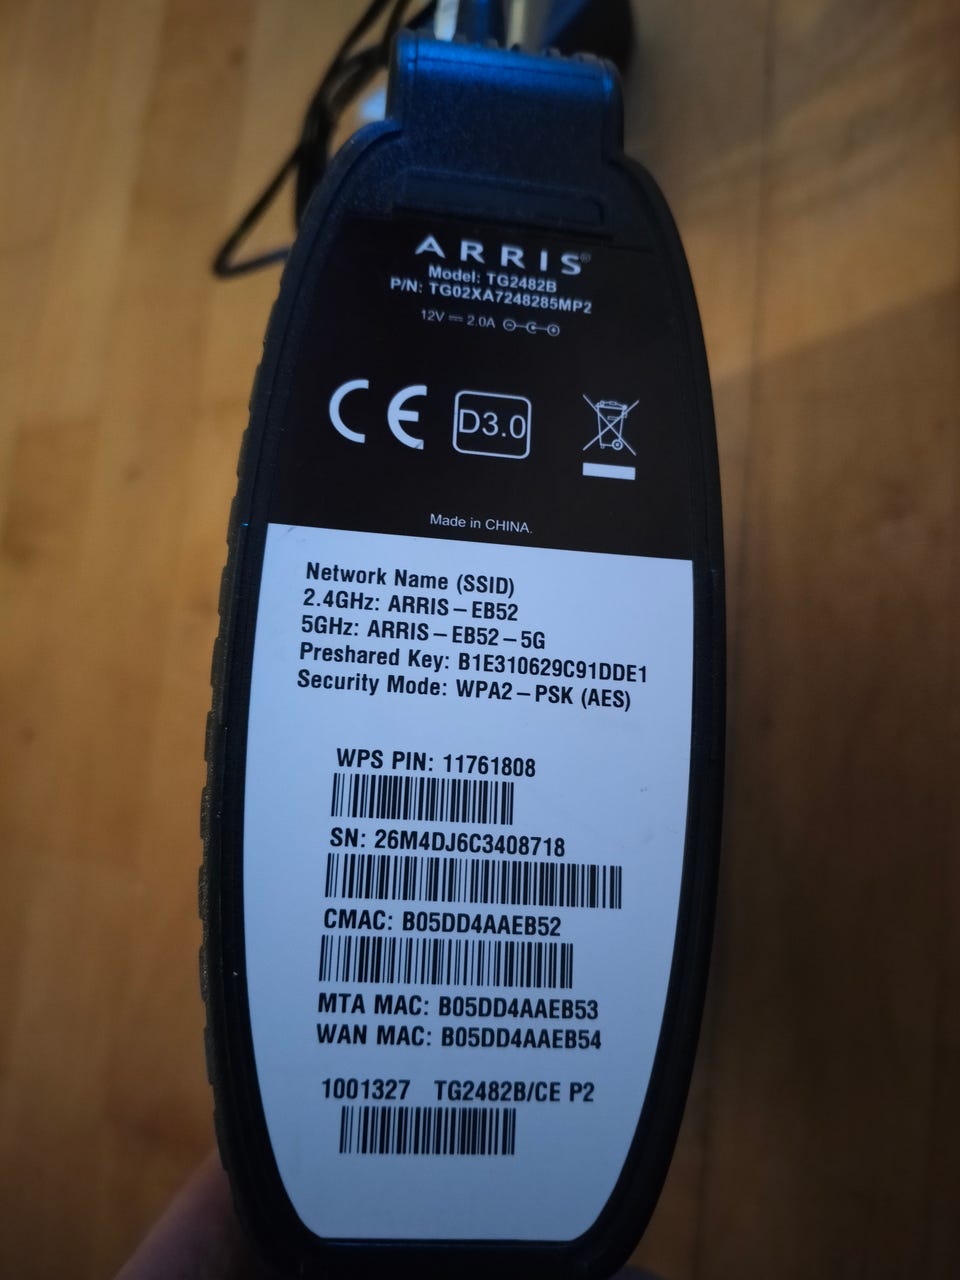 ARRIS®
Model: TG2482B
P/N: TG02XA7248285MP2
12V 2.0A
CE D3.0
Made in CHINA.
Network Name (SSID)
2.4GHz: ARRIS–EB52
5GHz: ARRIS–EB52–5G
Preshared Key: B1E310629C91DDE1
Security Mode: WPA2–PSK (AES)
WPS PIN: 11761808
SN: 26M4DJ6C3408718
CMAC: B05DD4AAEB52
MTA MAC: B05DD4AAEB53
WAN MAC: B05DD4AAEB54
1001327 TG2482B/CE P2